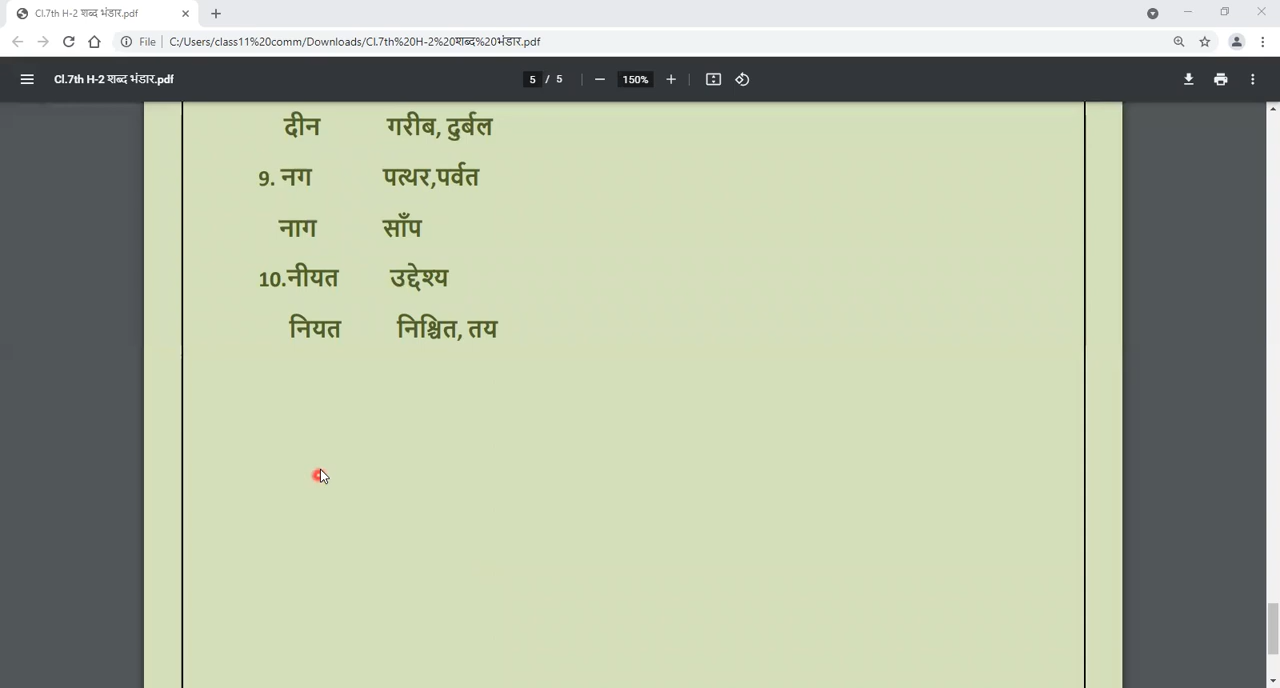 Cl.7th H-2 शब्द भंडार.pdf
File C:/Users/class11%20comm/Downloads/Cl.7th%20H-2%20शब्द%20भंडार.pdf
Cl.7th H-2 शब्द भंडार.pdf 5 / 5 150%
दीन गरीब, दुर्बल
9. नग पत्थर,पर्वत
नाग साँप
10.नीयत उद्देश्य
नियत निश्चित, तय